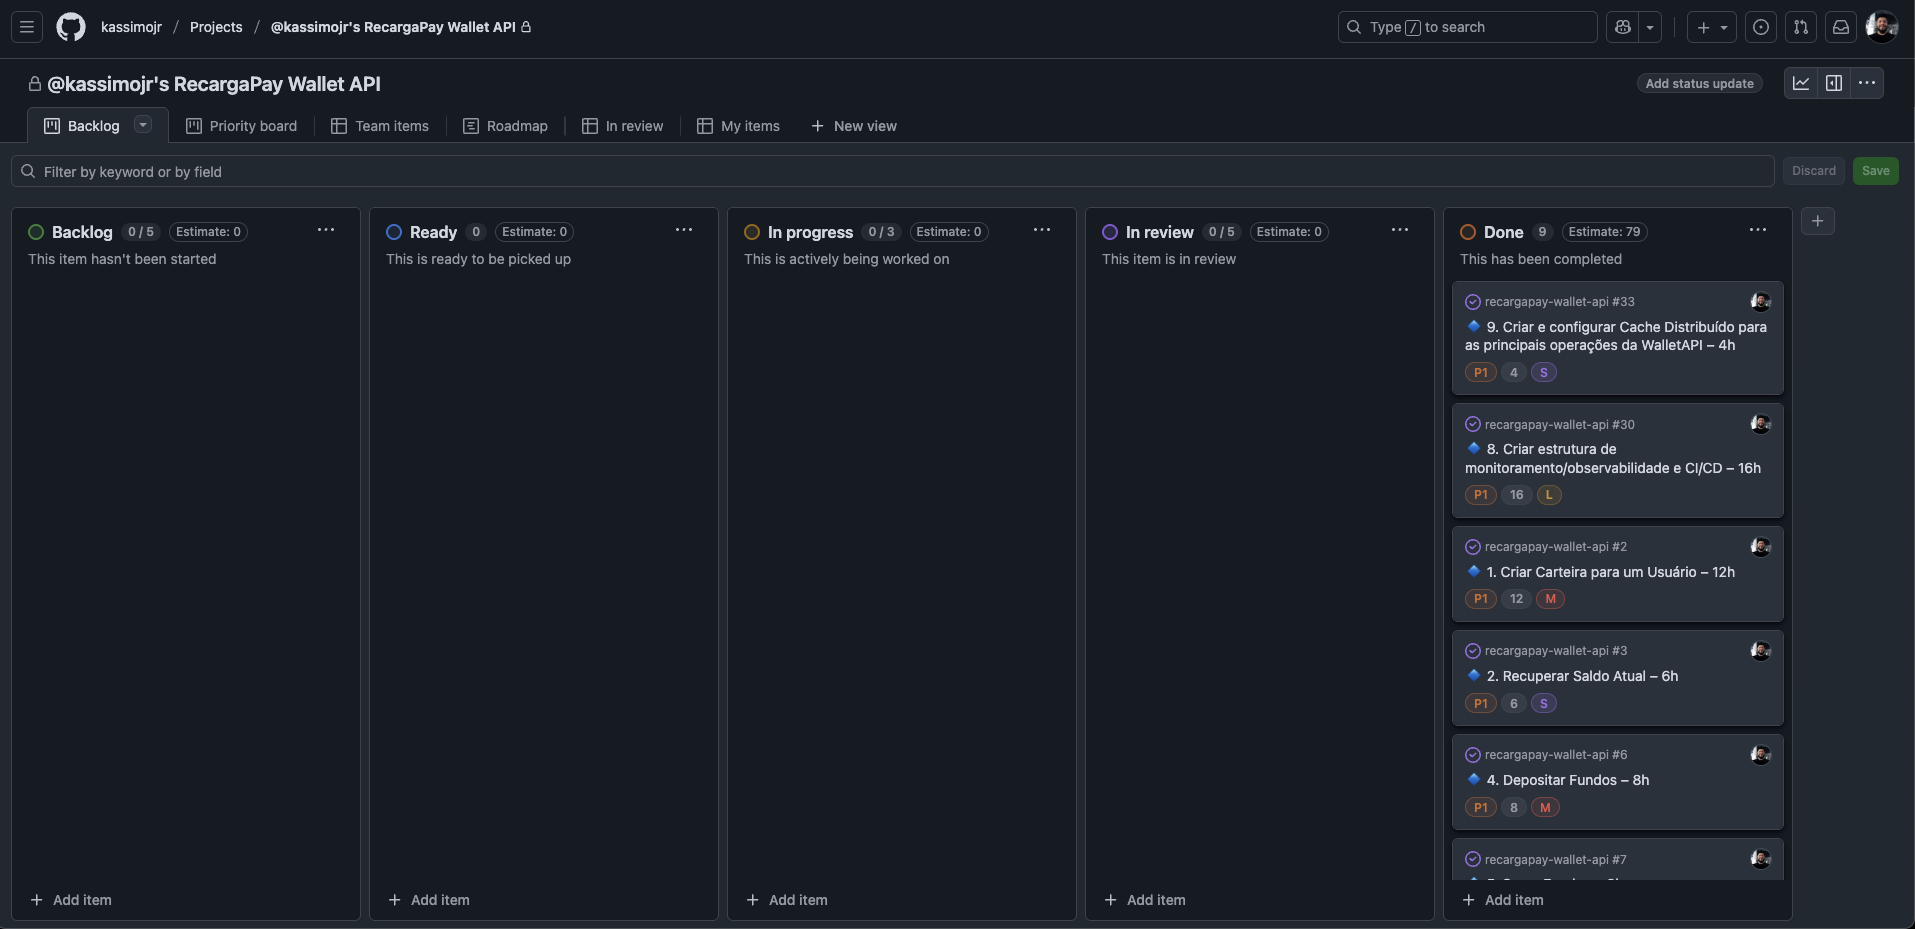 kassimojr / Projects / @kassimojr's RecargaPay Wallet API
Type / to search
@kassimojr's RecargaPay Wallet API
Add status update
Backlog
Priority board
Team items
Roadmap
In review
My items
New view
Filter by keyword or by field
Discard
Save
Backlog 0 / 5 Estimate: 0
This item hasn't been started
Add item
Ready 0 Estimate: 0
This is ready to be picked up
Add item
In progress 0 / 3 Estimate: 0
This is actively being worked on
Add item
In review 0 / 5 Estimate: 0
This item is in review
Add item
Done 9 Estimate: 79
This has been completed
recargapay-wallet-api #33
9. Criar e configurar Cache Distribuído para
as principais operações da WalletAPI – 4h
P1 4 S
recargapay-wallet-api #30
8. Criar estrutura de
monitoramento/observabilidade e CI/CD – 16h
P1 16 L
recargapay-wallet-api #2
1. Criar Carteira para um Usuário – 12h
P1 12 M
recargapay-wallet-api #3
2. Recuperar Saldo Atual – 6h
P1 6 S
recargapay-wallet-api #6
4. Depositar Fundos – 8h
P1 8 M
recargapay-wallet-api #7
Add item